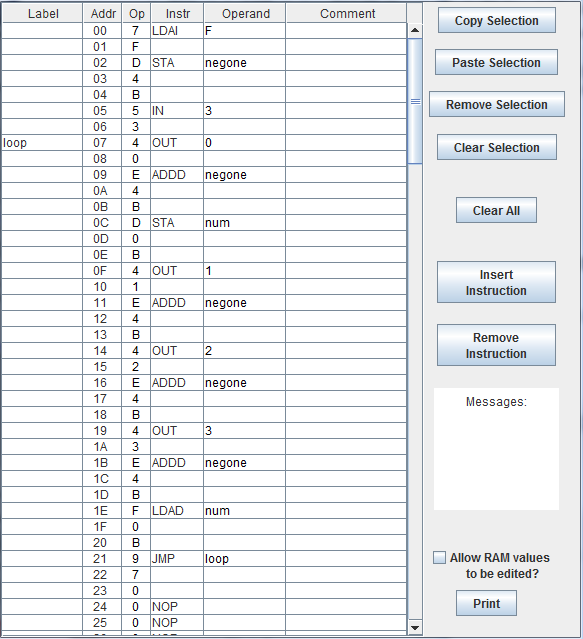 Label Addr Op Instr Operand Comment
00 7 LDAI F
01 F
02 D STA negone
03 4
04 B
05 5 IN 3
06 3
loop 07 4 OUT 0
08 0
09 E ADDD negone
0A 4
0B B
0C D STA num
0D 0
0E B
0F 4 OUT 1
10 1
11 E ADDD negone
12 4
13 B
14 4 OUT 2
15 2
16 E ADDD negone
17 4
18 B
19 4 OUT 3
1A 3
1B E ADDD negone
1C 4
1D B
1E F LDAD num
1F 0
20 B
21 9 JMP loop
22 7
23 0
24 0 NOP
25 0 NOP
Copy Selection
Paste Selection
Remove Selection
Clear Selection
Clear All
Insert
Instruction
Remove
Instruction
Messages:
Allow RAM values
to be edited?
Print